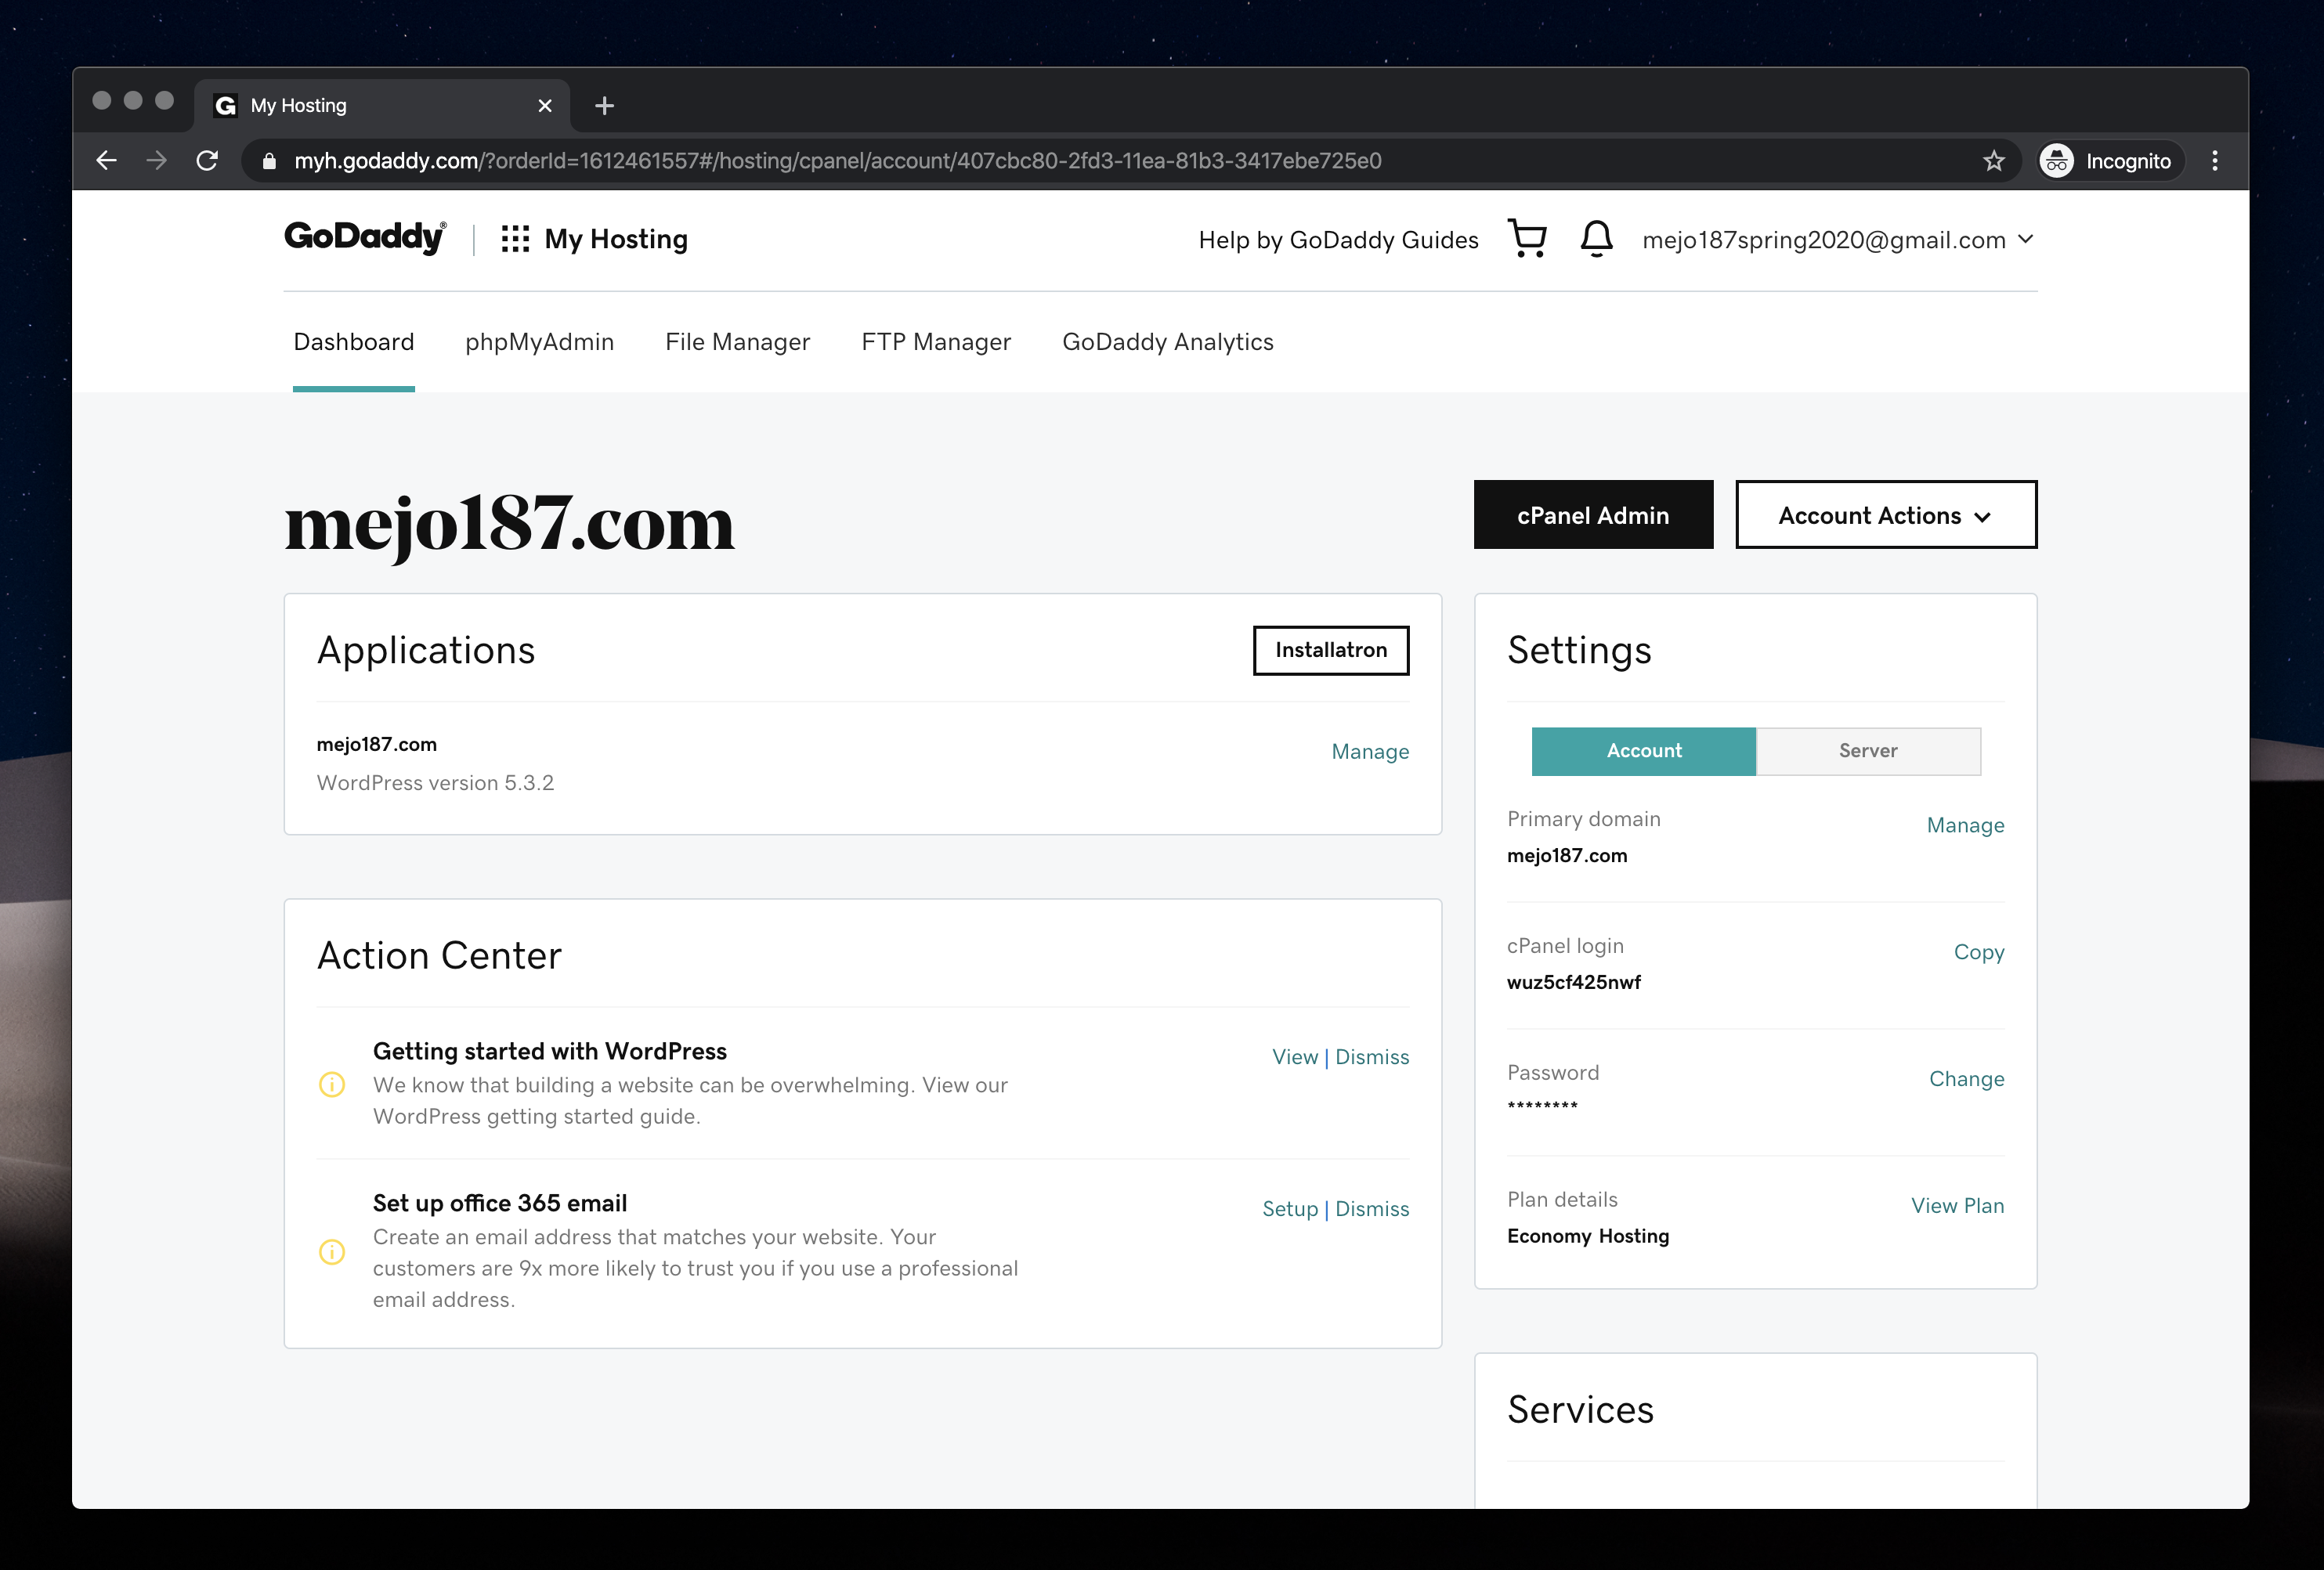 My Hosting
myh.godaddy.com/?orderId=1612461557#/hosting/cpanel/account/407cbc80-2fd3-11ea-81b3-3417ebe725e0
Incognito
GoDaddy®
My Hosting
Help by GoDaddy Guides
mejo187spring2020@gmail.com
Dashboard
phpMyAdmin
File Manager
FTP Manager
GoDaddy Analytics
mejo187.com
cPanel Admin
Account Actions
Applications
Installatron
mejo187.com
Manage
WordPress version 5.3.2
Action Center
Getting started with WordPress
View | Dismiss
We know that building a website can be overwhelming. View our
WordPress getting started guide.
Set up office 365 email
Setup | Dismiss
Create an email address that matches your website. Your
customers are 9x more likely to trust you if you use a professional
email address.
Settings
Account
Server
Primary domain
Manage
mejo187.com
cPanel login
Copy
wuz5cf425nwf
Password
Change
********
Plan details
View Plan
Economy Hosting
Services